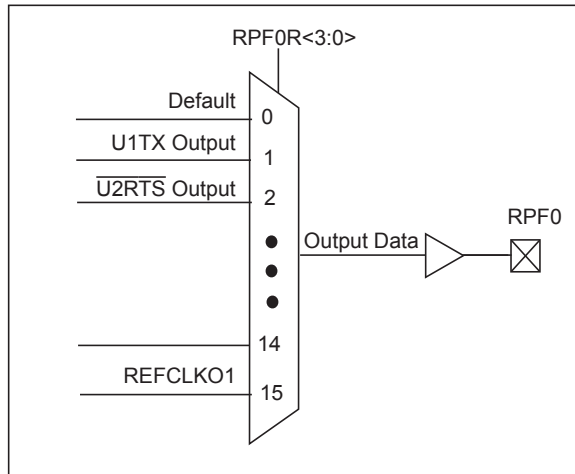 RPF0R<3:0>
Default
0
U1TX Output
1
U2RTS Output
2
RPF0
Output Data
14
REFCLKO1
15